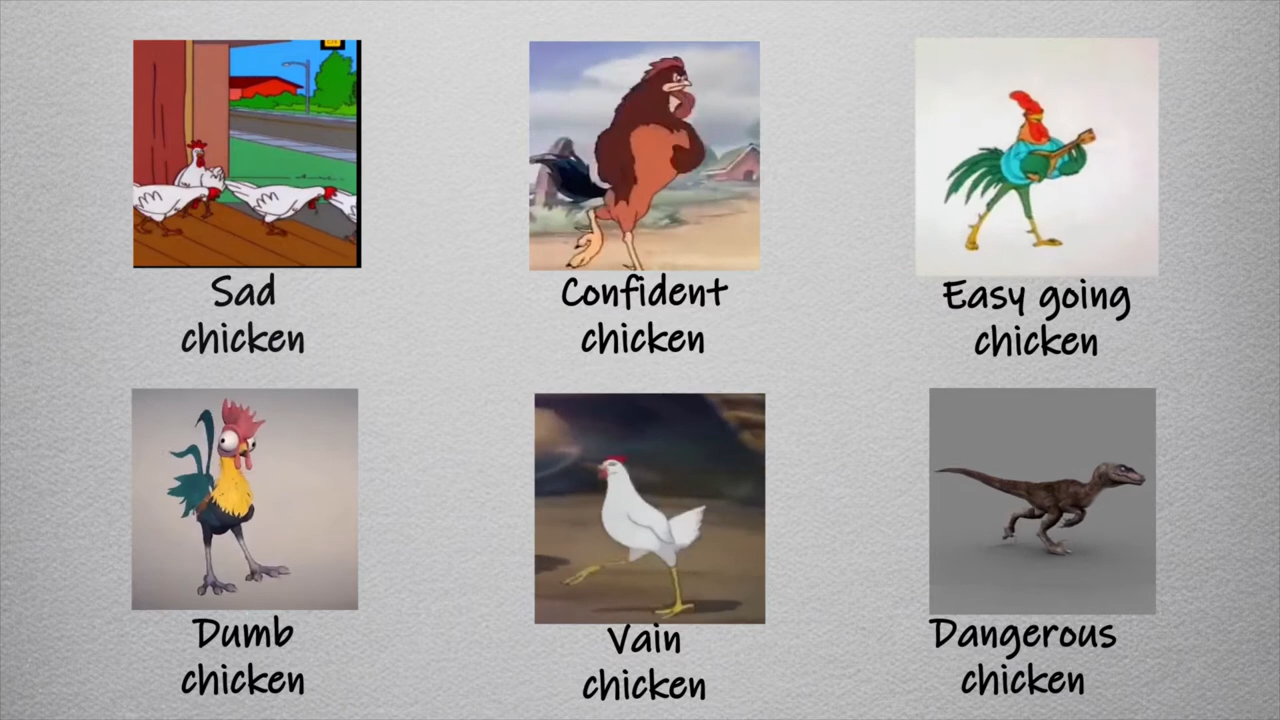 Sad
chicken
Confident
chicken
Easy going
chicken
Dumb
chicken
Vain
chicken
Dangerous
chicken